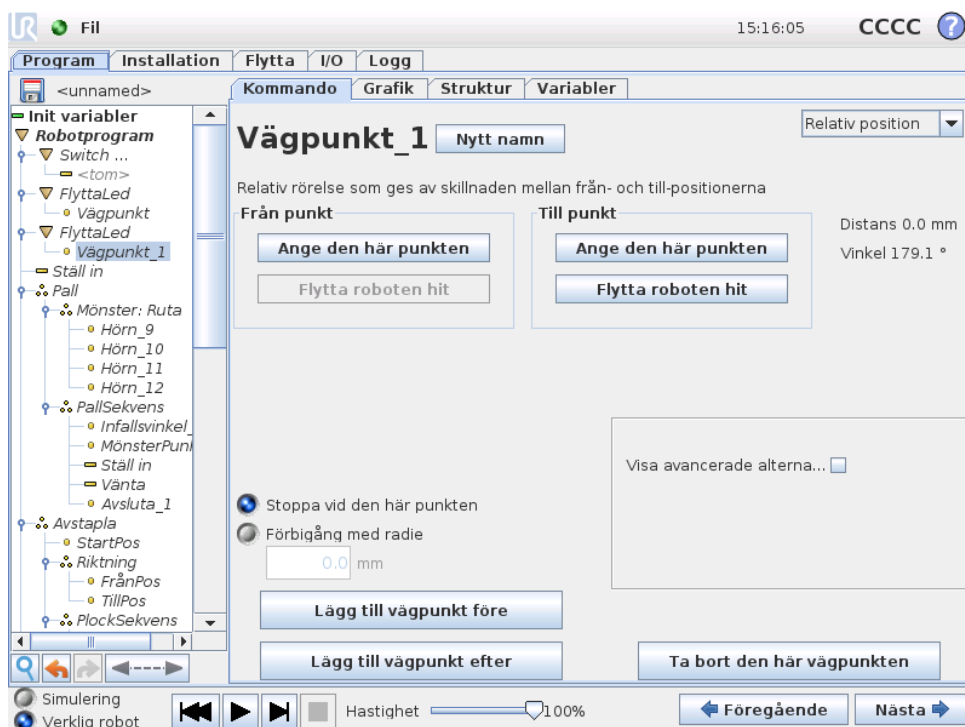 UR Fil 15:16:05 CCCC ?
Program Installation Flytta I/O Logg
<unnamed>
Kommando Grafik Struktur Variabler
Init variabler
Robotprogram
Switch ...
<tom>
FlyttaLed
Vägpunkt
FlyttaLed
Vägpunkt_1
Ställ in
Pall
Mönster: Ruta
Hörn_9
Hörn_10
Hörn_11
Hörn_12
PallSekvens
Infallsvinkel_
MönsterPun
Ställ in
Vänta
Avsluta_1
Avstapla
StartPos
Riktning
FrånPos
TillPos
PlockSekvens
Vägpunkt_1 Nytt namn
Relativ position
Relativ rörelse som ges av skillnaden mellan från- och till-positionerna
Från punkt
Ange den här punkten
Flytta roboten hit
Till punkt
Ange den här punkten
Flytta roboten hit
Distans 0.0 mm
Vinkel 179.1 °
Visa avancerade alterna...
Stoppa vid den här punkten
Förbigång med radie
0.0 mm
Lägg till vägpunkt före
Lägg till vägpunkt efter
Ta bort den här vägpunkten
Simulering
Verklig robot
Hastighet 100%
Föregående
Nästa